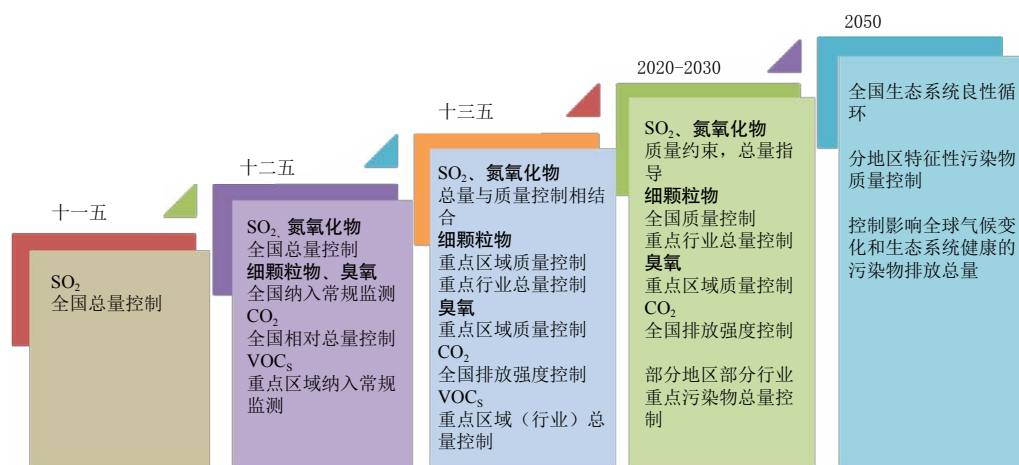 十一五
SO₂
全国总量控制
十二五
SO₂、氮氧化物
全国总量控制
细颗粒物、臭氧
全国纳入常规监测
CO₂
全国相对总量控制
VOCₛ
重点区域纳入常规
监测
十三五
SO₂、氮氧化物
总量与质量控制相结
合
细颗粒物
重点区域质量控制
重点行业总量控制
臭氧
重点区域质量控制
CO₂
全国排放强度控制
VOCₛ
重点区域（行业）总
量控制
2020-2030
SO₂、氮氧化物
质量约束，总量指
导
细颗粒物
全国质量控制
重点行业总量控制
臭氧
重点区域质量控制
CO₂
全国排放强度控制
部分地区部分行业
重点污染物总量控
制
2050
全国生态系统良性循
环
分地区特征性污染物
质量控制
控制影响全球气候变
化和生态系统健康的
污染物排放总量